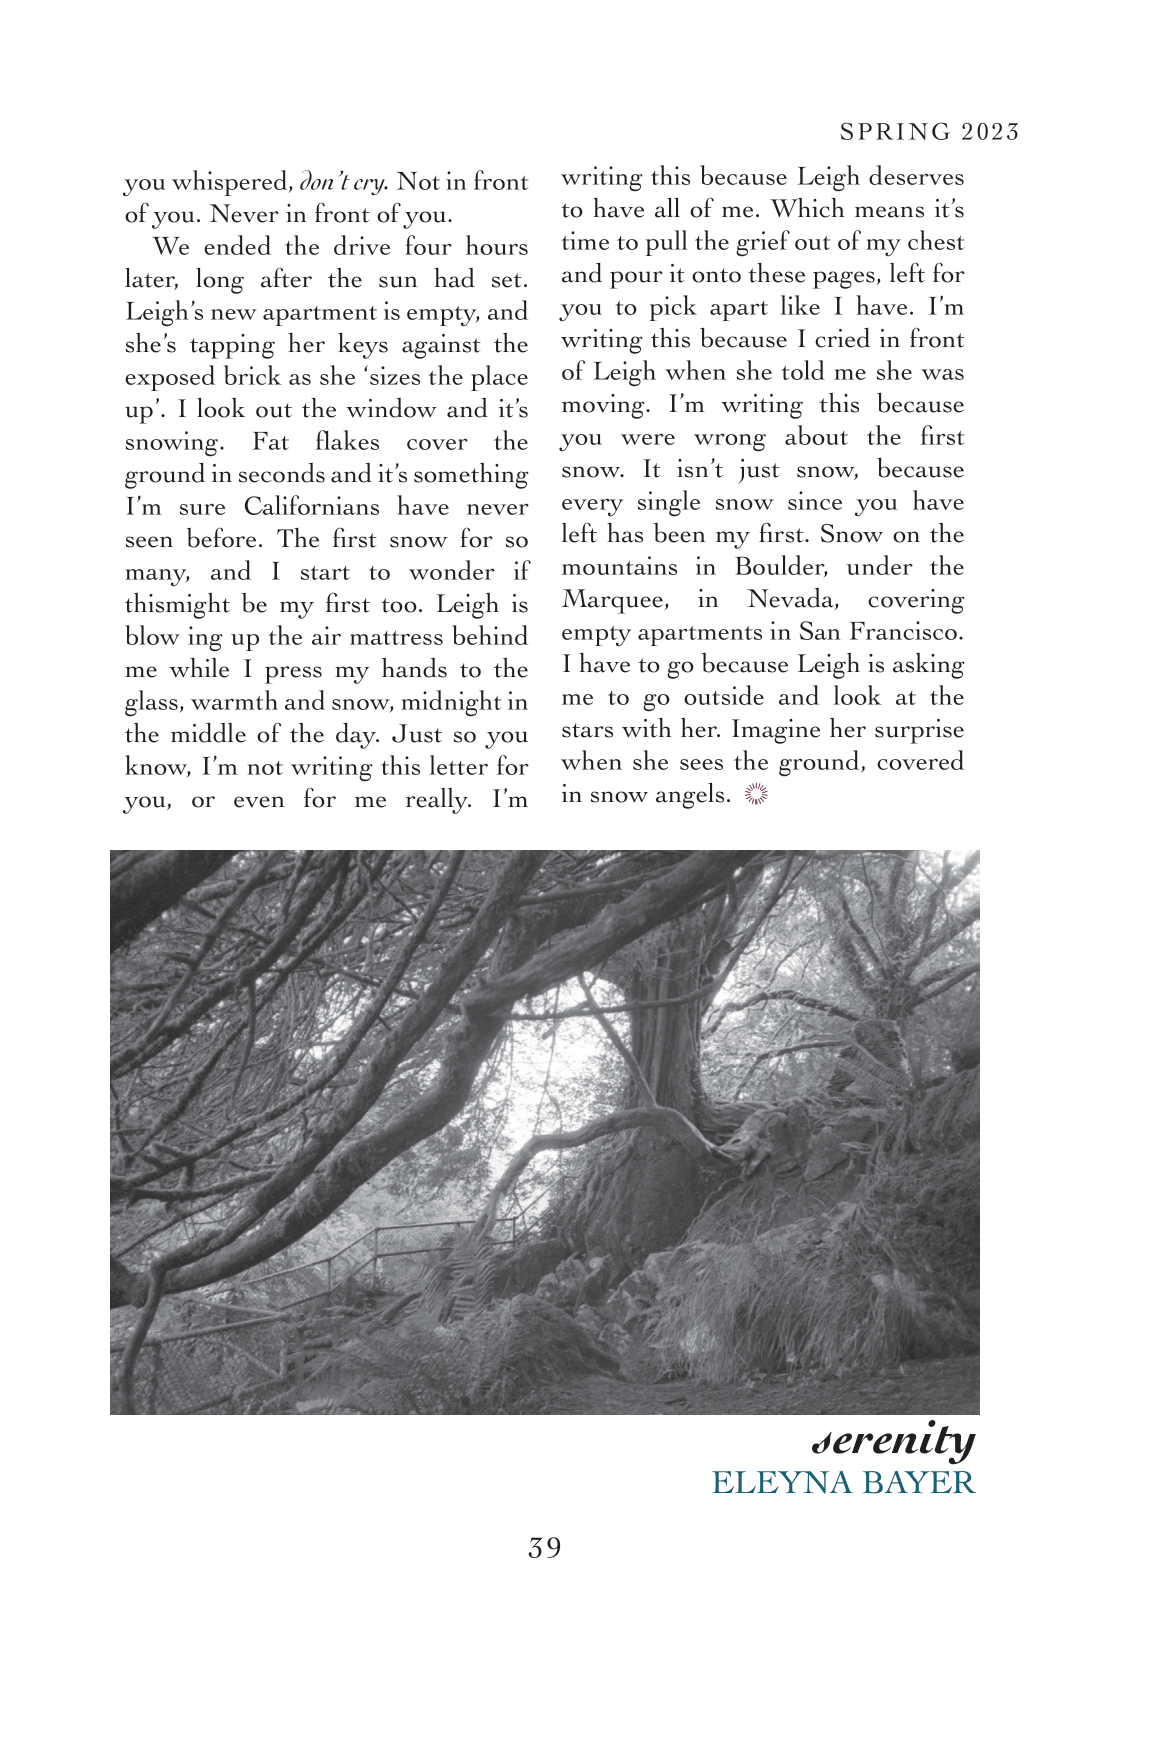 SPRING 2023
you whispered, don’t cry. Not in front
of you. Never in front of you.
We ended the drive four hours
later, long after the sun had set.
Leigh’s new apartment is empty, and
she’s tapping her keys against the
exposed brick as she ‘sizes the place
up’. I look out the window and it’s
snowing. Fat flakes cover the
ground in seconds and it’s something
I’m sure Californians have never
seen before. The first snow for so
many, and I start to wonder if
thismight be my first too. Leigh is
blow ing up the air mattress behind
me while I press my hands to the
glass, warmth and snow, midnight in
the middle of the day. Just so you
know, I’m not writing this letter for
you, or even for me really. I’m
writing this because Leigh deserves
to have all of me. Which means it’s
time to pull the grief out of my chest
and pour it onto these pages, left for
you to pick apart like I have. I’m
writing this because I cried in front
of Leigh when she told me she was
moving. I’m writing this because
you were wrong about the first
snow. It isn’t just snow, because
every single snow since you have
left has been my first. Snow on the
mountains in Boulder, under the
Marquee, in Nevada, covering
empty apartments in San Francisco.
I have to go because Leigh is asking
me to go outside and look at the
stars with her. Imagine her surprise
when she sees the ground, covered
in snow angels.
serenity
ELEYNA BAYER
39